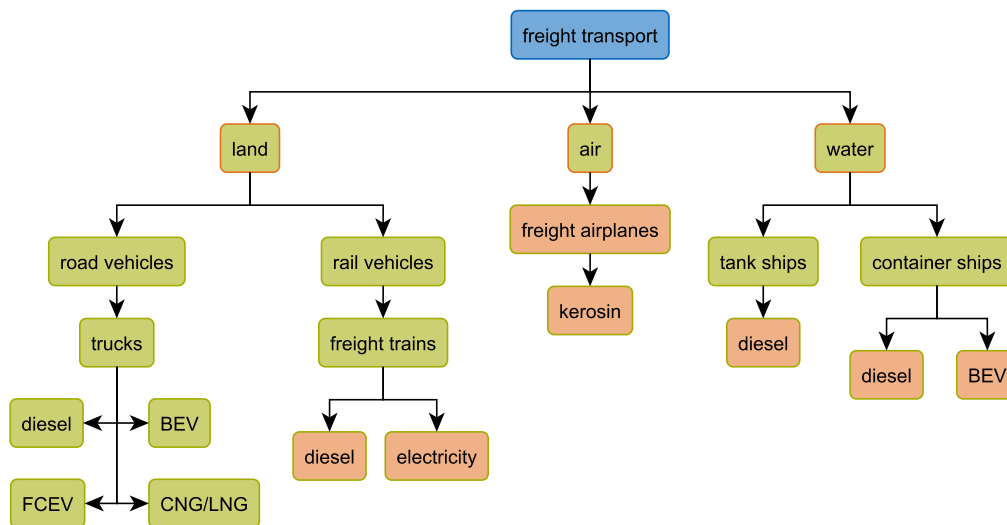 freight transport
land
air
water
road vehicles
rail vehicles
freight airplanes
tank ships
container ships
trucks
freight trains
kerosin
diesel
diesel
BEV
diesel
BEV
diesel
electricity
FCEV
CNG/LNG